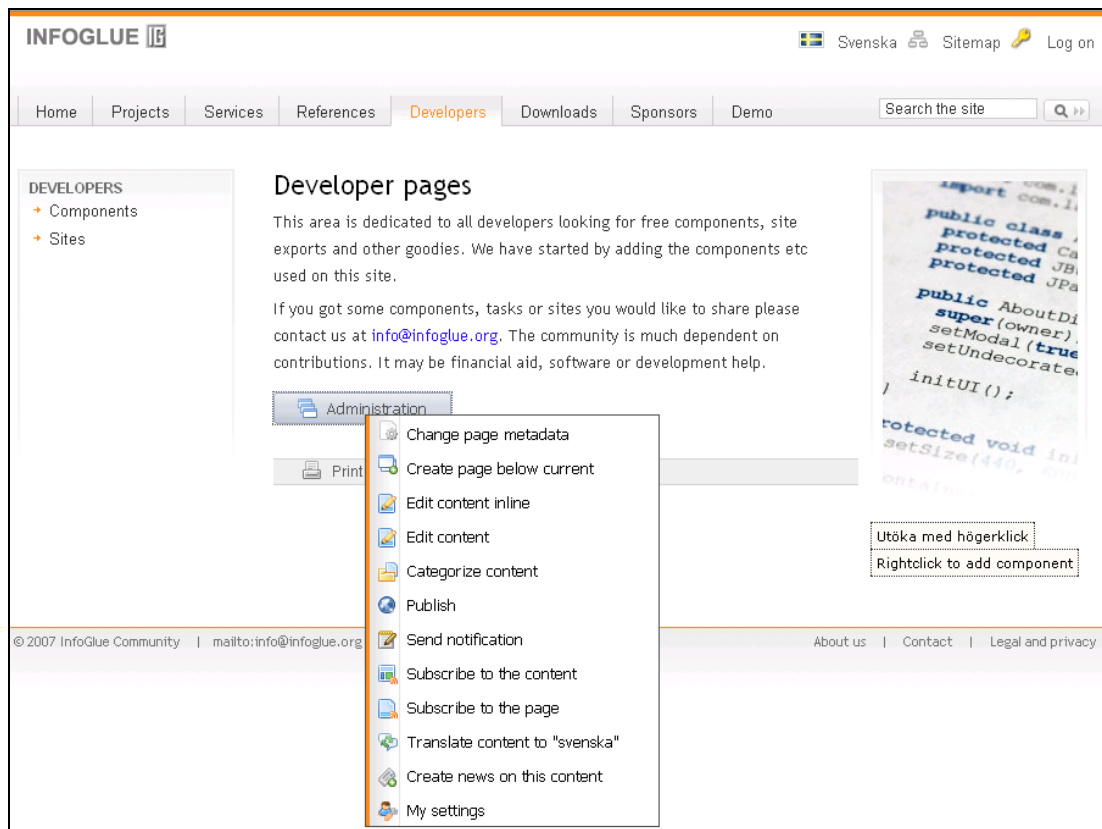 INFOGLUE IG
Svenska Sitemap Log on
Home Projects Services References Developers Downloads Sponsors Demo
Search the site
DEVELOPERS
Components
Sites
Developer pages
This area is dedicated to all developers looking for free components, site
exports and other goodies. We have started by adding the components etc
used on this site.
If you got some components, tasks or sites you would like to share please
contact us at info@infoglue.org. The community is much dependent on
contributions. It may be financial aid, software or development help.
Administration
Change page metadata
Create page below current
Edit content inline
Edit content
Categorize content
Publish
Send notification
Subscribe to the content
Subscribe to the page
Translate content to "svenska"
Create news on this content
My settings
Print
import com.
import com.
public class
protected
protected
protected
public AboutDi
super(owner)
setModal(true
setUndecorate
initUI();
}
rotected void ini
setSize(440,
Utöka med högerklick
Rightclick to add component
© 2007 InfoGlue Community | mailto:info@infoglue.org
About us | Contact | Legal and privacy